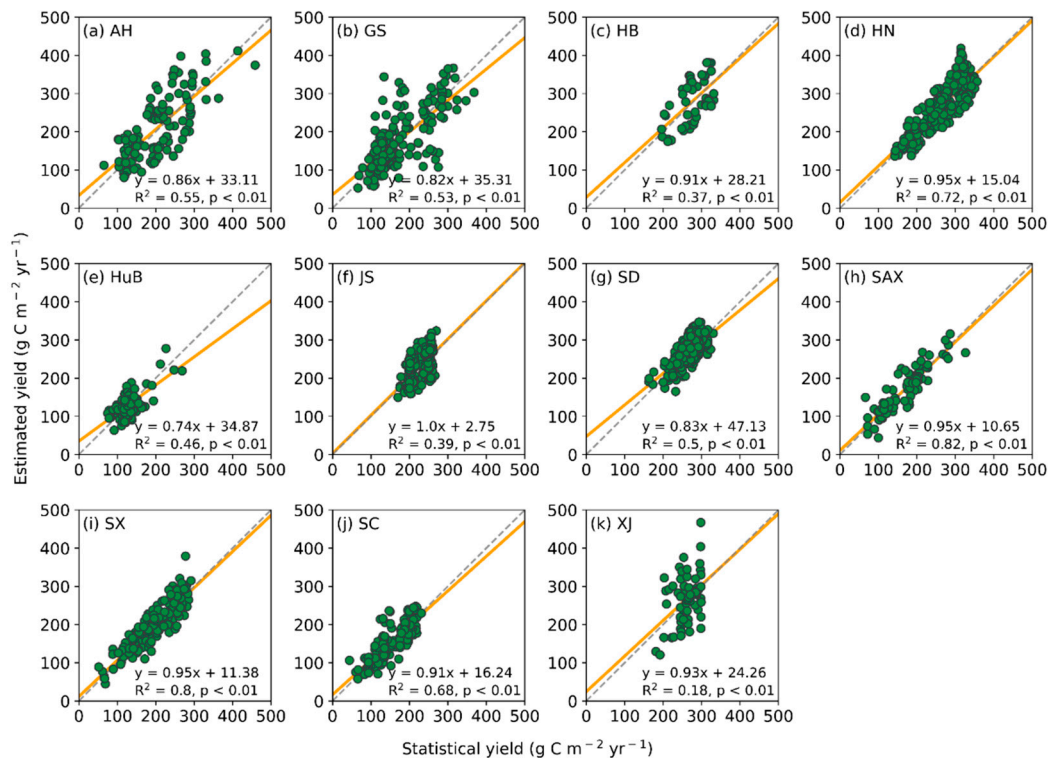 (a) AH
500
400
300
200
100
0
y = 0.86x + 33.11
R² = 0.55, p < 0.01
0 100 200 300 400 500
(b) GS
500
400
300
200
100
0
y = 0.82x + 35.31
R² = 0.53, p < 0.01
0 100 200 300 400 500
(c) HB
500
400
300
200
100
0
y = 0.91x + 28.21
R² = 0.37, p < 0.01
0 100 200 300 400 500
(d) HN
500
400
300
200
100
0
y = 0.95x + 15.04
R² = 0.72, p < 0.01
0 100 200 300 400 500
Estimated yield (g C m⁻² yr⁻¹)
(e) HuB
500
400
300
200
100
0
y = 0.74x + 34.87
R² = 0.46, p < 0.01
0 100 200 300 400 500
(f) JS
500
400
300
200
100
0
y = 1.0x + 2.75
R² = 0.39, p < 0.01
0 100 200 300 400 500
(g) SD
500
400
300
200
100
0
y = 0.83x + 47.13
R² = 0.5, p < 0.01
0 100 200 300 400 500
(h) SAX
500
400
300
200
100
0
y = 0.95x + 10.65
R² = 0.82, p < 0.01
0 100 200 300 400 500
(i) SX
500
400
300
200
100
0
y = 0.95x + 11.38
R² = 0.8, p < 0.01
0 100 200 300 400 500
(j) SC
500
400
300
200
100
0
y = 0.91x + 16.24
R² = 0.68, p < 0.01
0 100 200 300 400 500
(k) XJ
500
400
300
200
100
0
y = 0.93x + 24.26
R² = 0.18, p < 0.01
0 100 200 300 400 500
Statistical yield (g C m⁻² yr⁻¹)